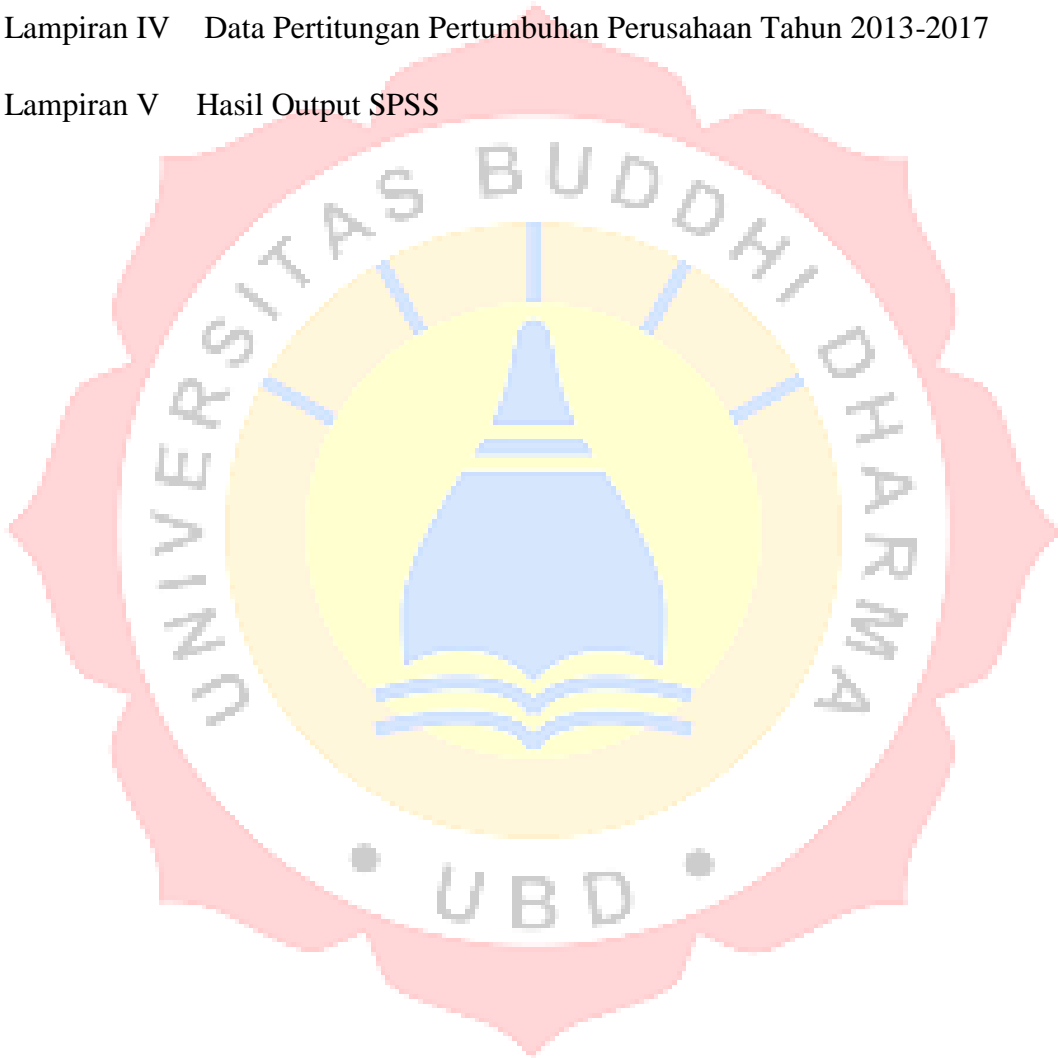 Lampiran IV Data Pertitungan Pertumbuhan Perusahaan Tahun 2013-2017
Lampiran V Hasil Output SPSS
UNIVERSITAS BUDDHI DHARMA
• UBD •